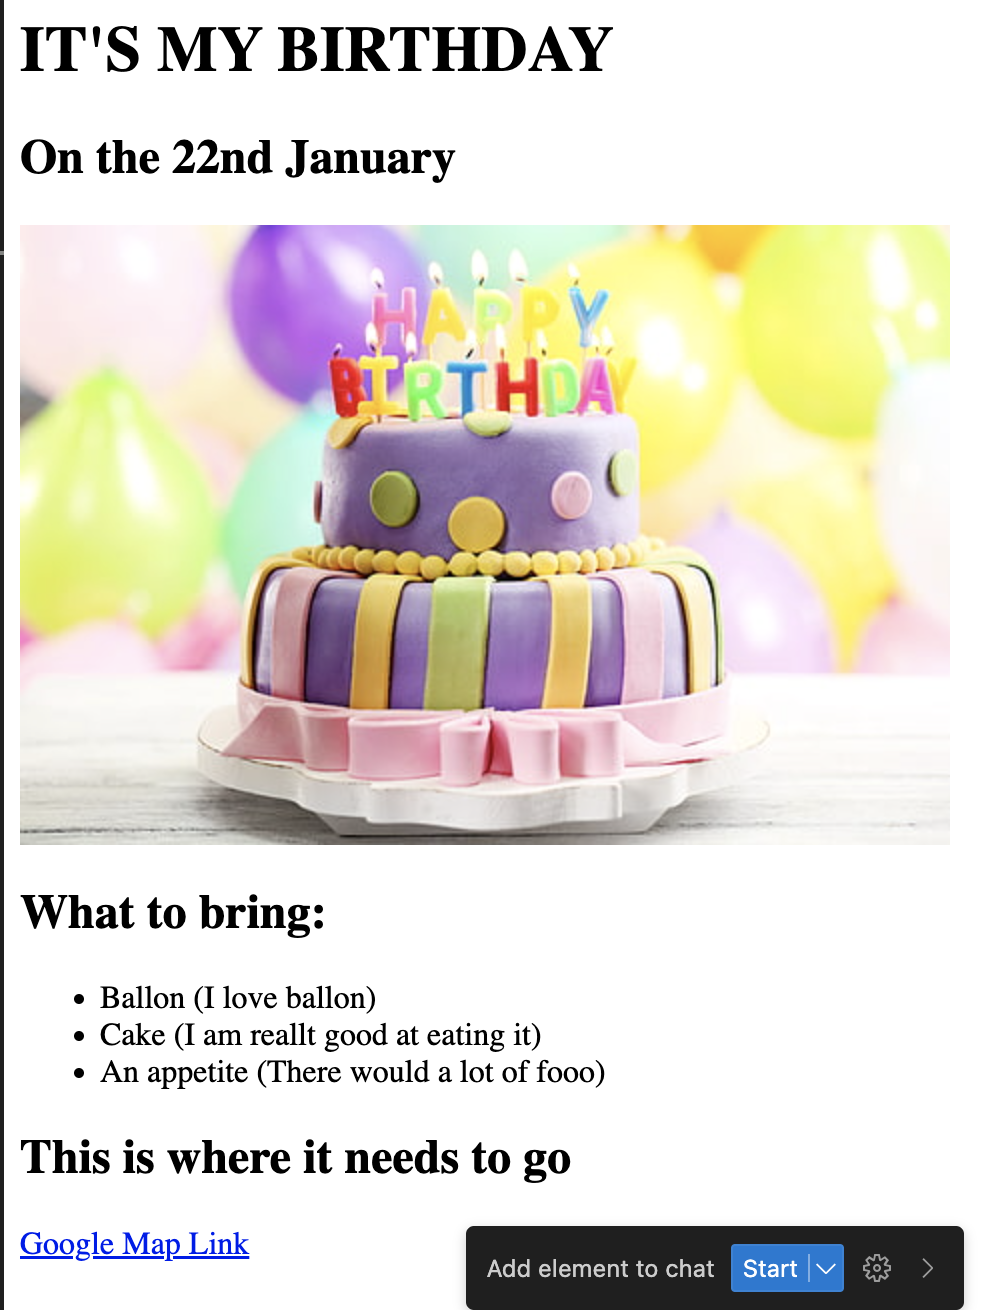 IT'S MY BIRTHDAY
On the 22nd January
HAPPY
BIRTHDAY
What to bring:
Ballon (I love ballon)
Cake (I am reallt good at eating it)
An appetite (There would a lot of fooo)
This is where it needs to go
Google Map Link
Add element to chat Start